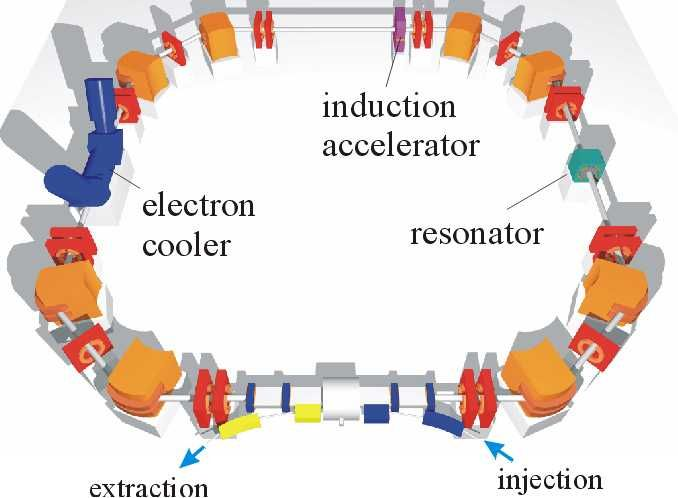 induction
accelerator
electron
cooler
resonator
extraction
injection